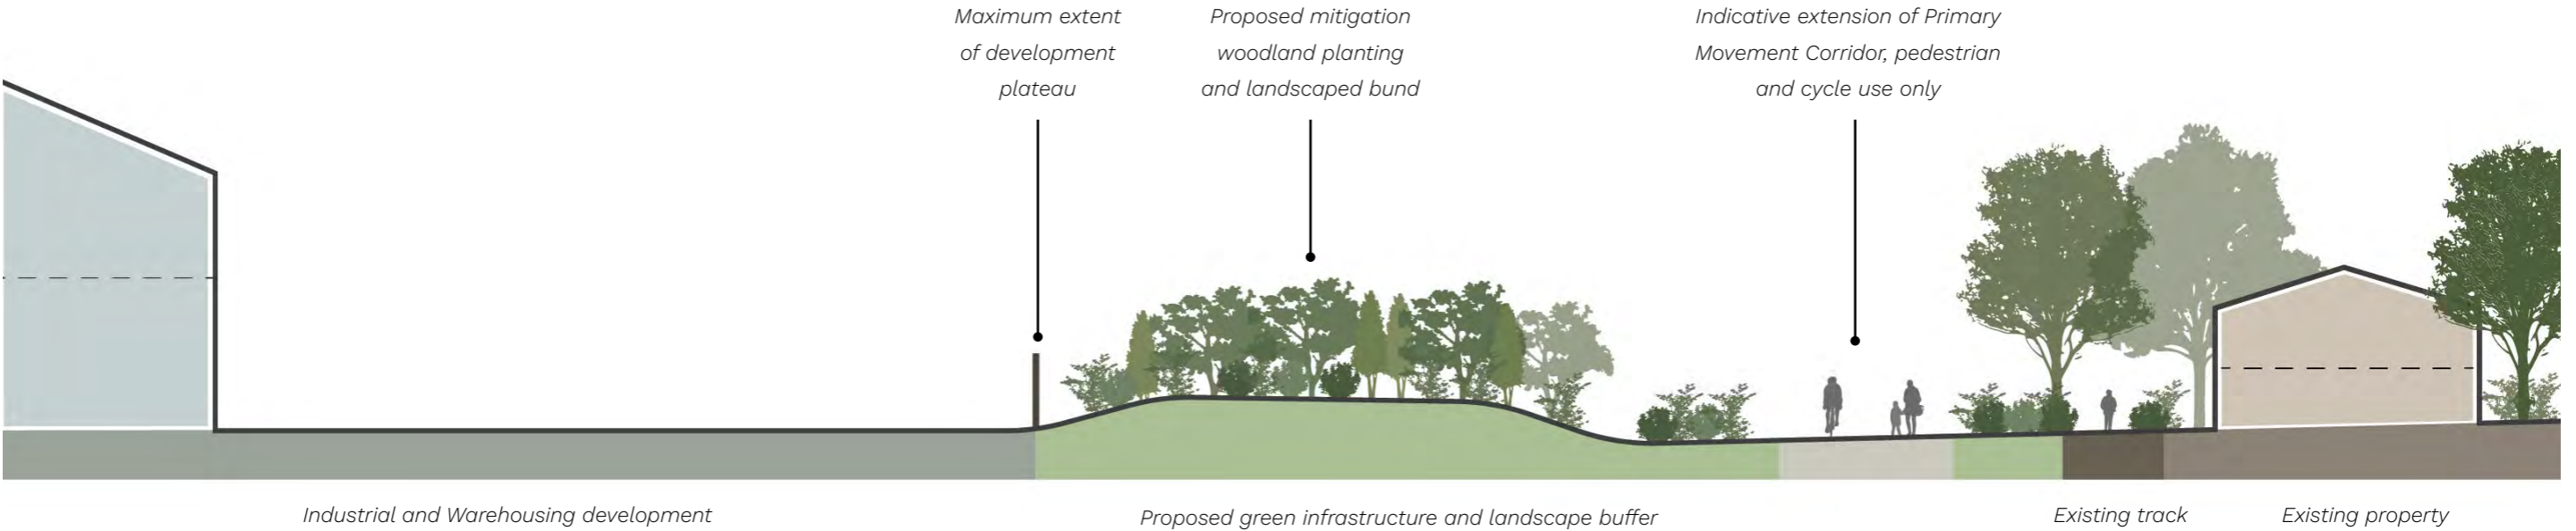 Maximum extent
of development
plateau
Proposed mitigation
woodland planting
and landscaped bund
Indicative extension of Primary
Movement Corridor, pedestrian
and cycle use only
Industrial and Warehousing development
Proposed green infrastructure and landscape buffer
Existing track
Existing property